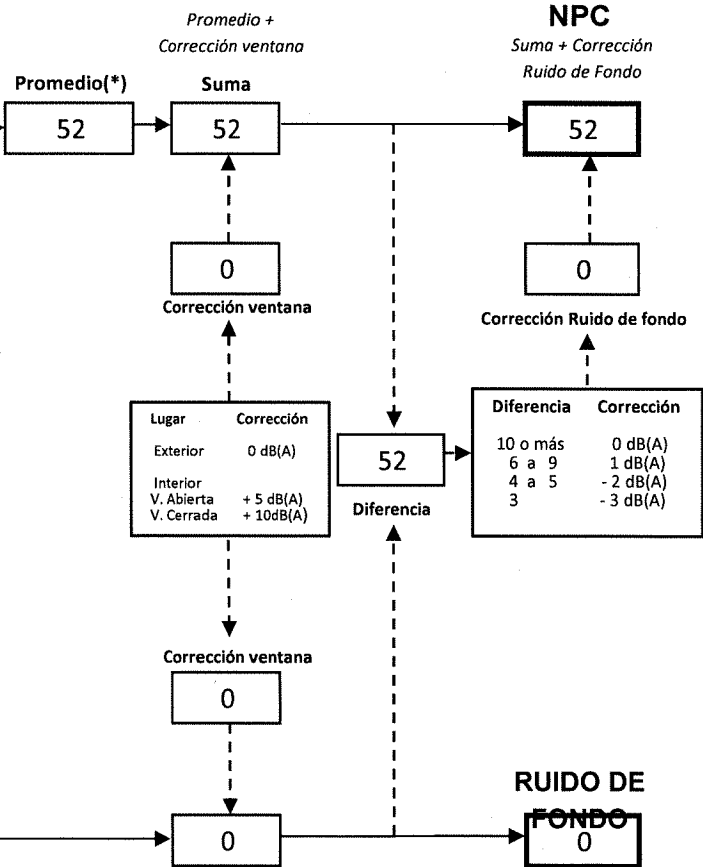 Promedio +
Corrección ventana
NPC
Suma + Corrección
Ruido de Fondo
Promedio(*)
Suma
52
52
52
0
0
Corrección ventana
Corrección Ruido de fondo
Lugar Corrección
Exterior 0 dB(A)
Interior
V. Abierta + 5 dB(A)
V. Cerrada + 10dB(A)
52
Diferencia
Diferencia Corrección
10 o más 0 dB(A)
6 a 9 1 dB(A)
4 a 5 - 2 dB(A)
3 - 3 dB(A)
Corrección ventana
0
RUIDO DE
FONDO
0
0